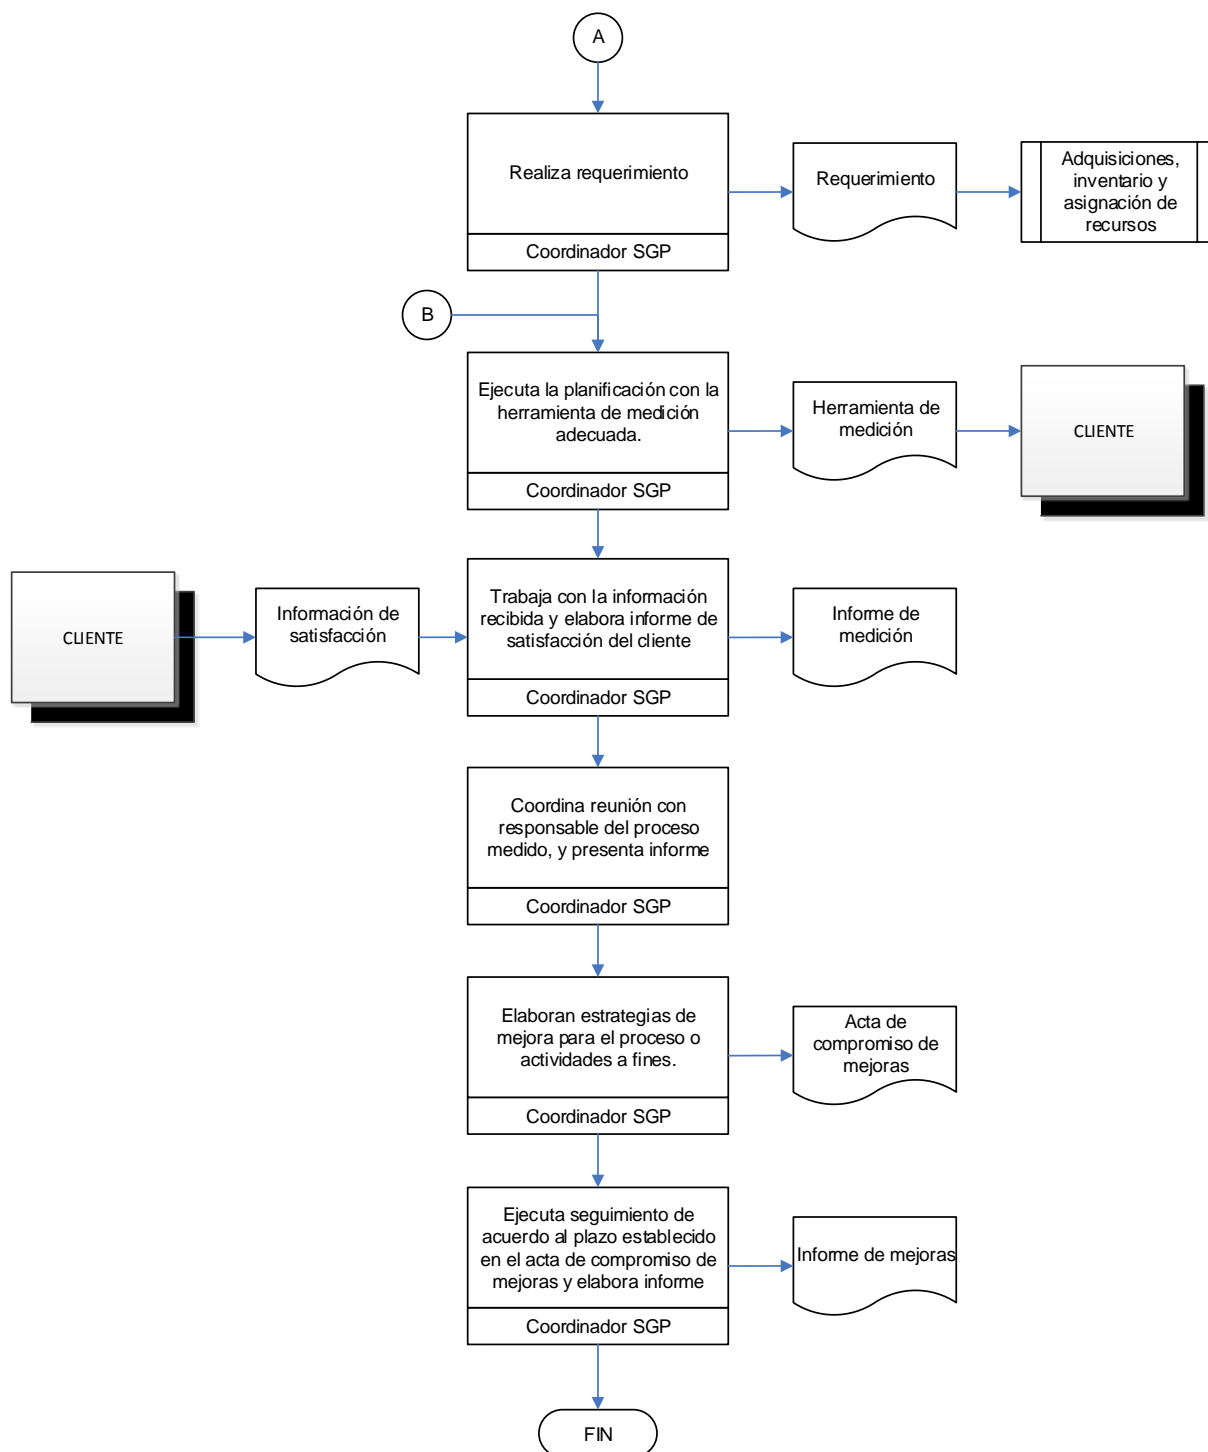 A
Realiza requerimiento
Coordinador SGP
Requerimiento
Adquisiciones,
inventario y
asignación de
recursos
B
Ejecuta la planificación con la
herramienta de medición
adecuada.
Coordinador SGP
Herramienta de
medición
CLIENTE
CLIENTE
Información de
satisfacción
Trabaja con la información
recibida y elabora informe de
satisfacción del cliente
Coordinador SGP
Informe de
medición
Coordina reunión con
responsable del proceso
medido, y presenta informe
Coordinador SGP
Elaboran estrategias de
mejora para el proceso o
actividades a fines.
Coordinador SGP
Acta de
compromiso de
mejoras
Ejecuta seguimiento de
acuerdo al plazo establecido
en el acta de compromiso de
mejoras y elabora informe
Coordinador SGP
Informe de mejoras
FIN